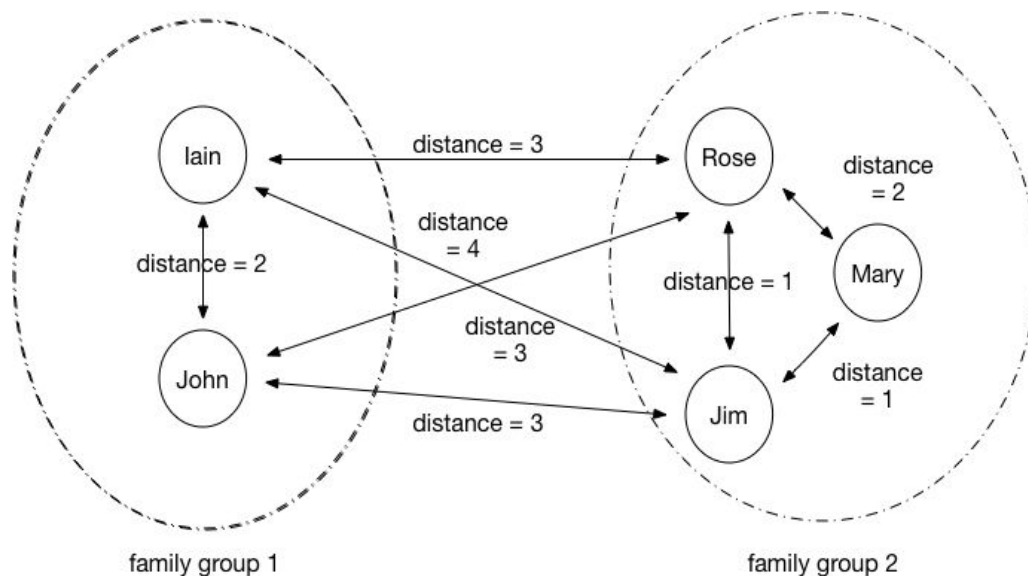 Iain
distance = 3
Rose
distance
= 2
distance
= 4
distance = 2
distance = 1
Mary
distance
= 3
John
distance
= 1
distance = 3
Jim
family group 1
family group 2